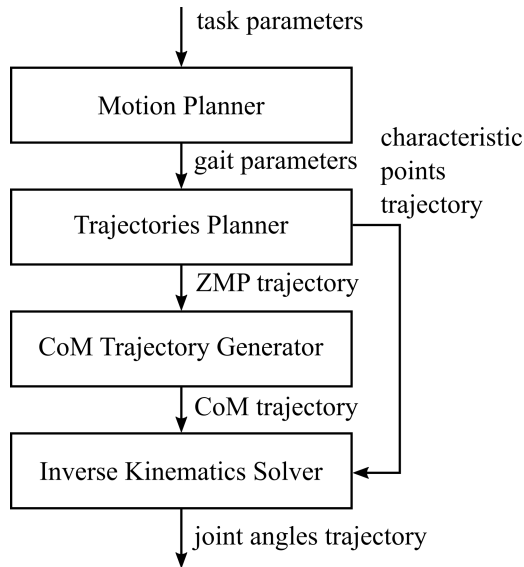 task parameters
Motion Planner
gait parameters
characteristic
points
trajectory
Trajectories Planner
ZMP trajectory
CoM Trajectory Generator
CoM trajectory
Inverse Kinematics Solver
joint angles trajectory